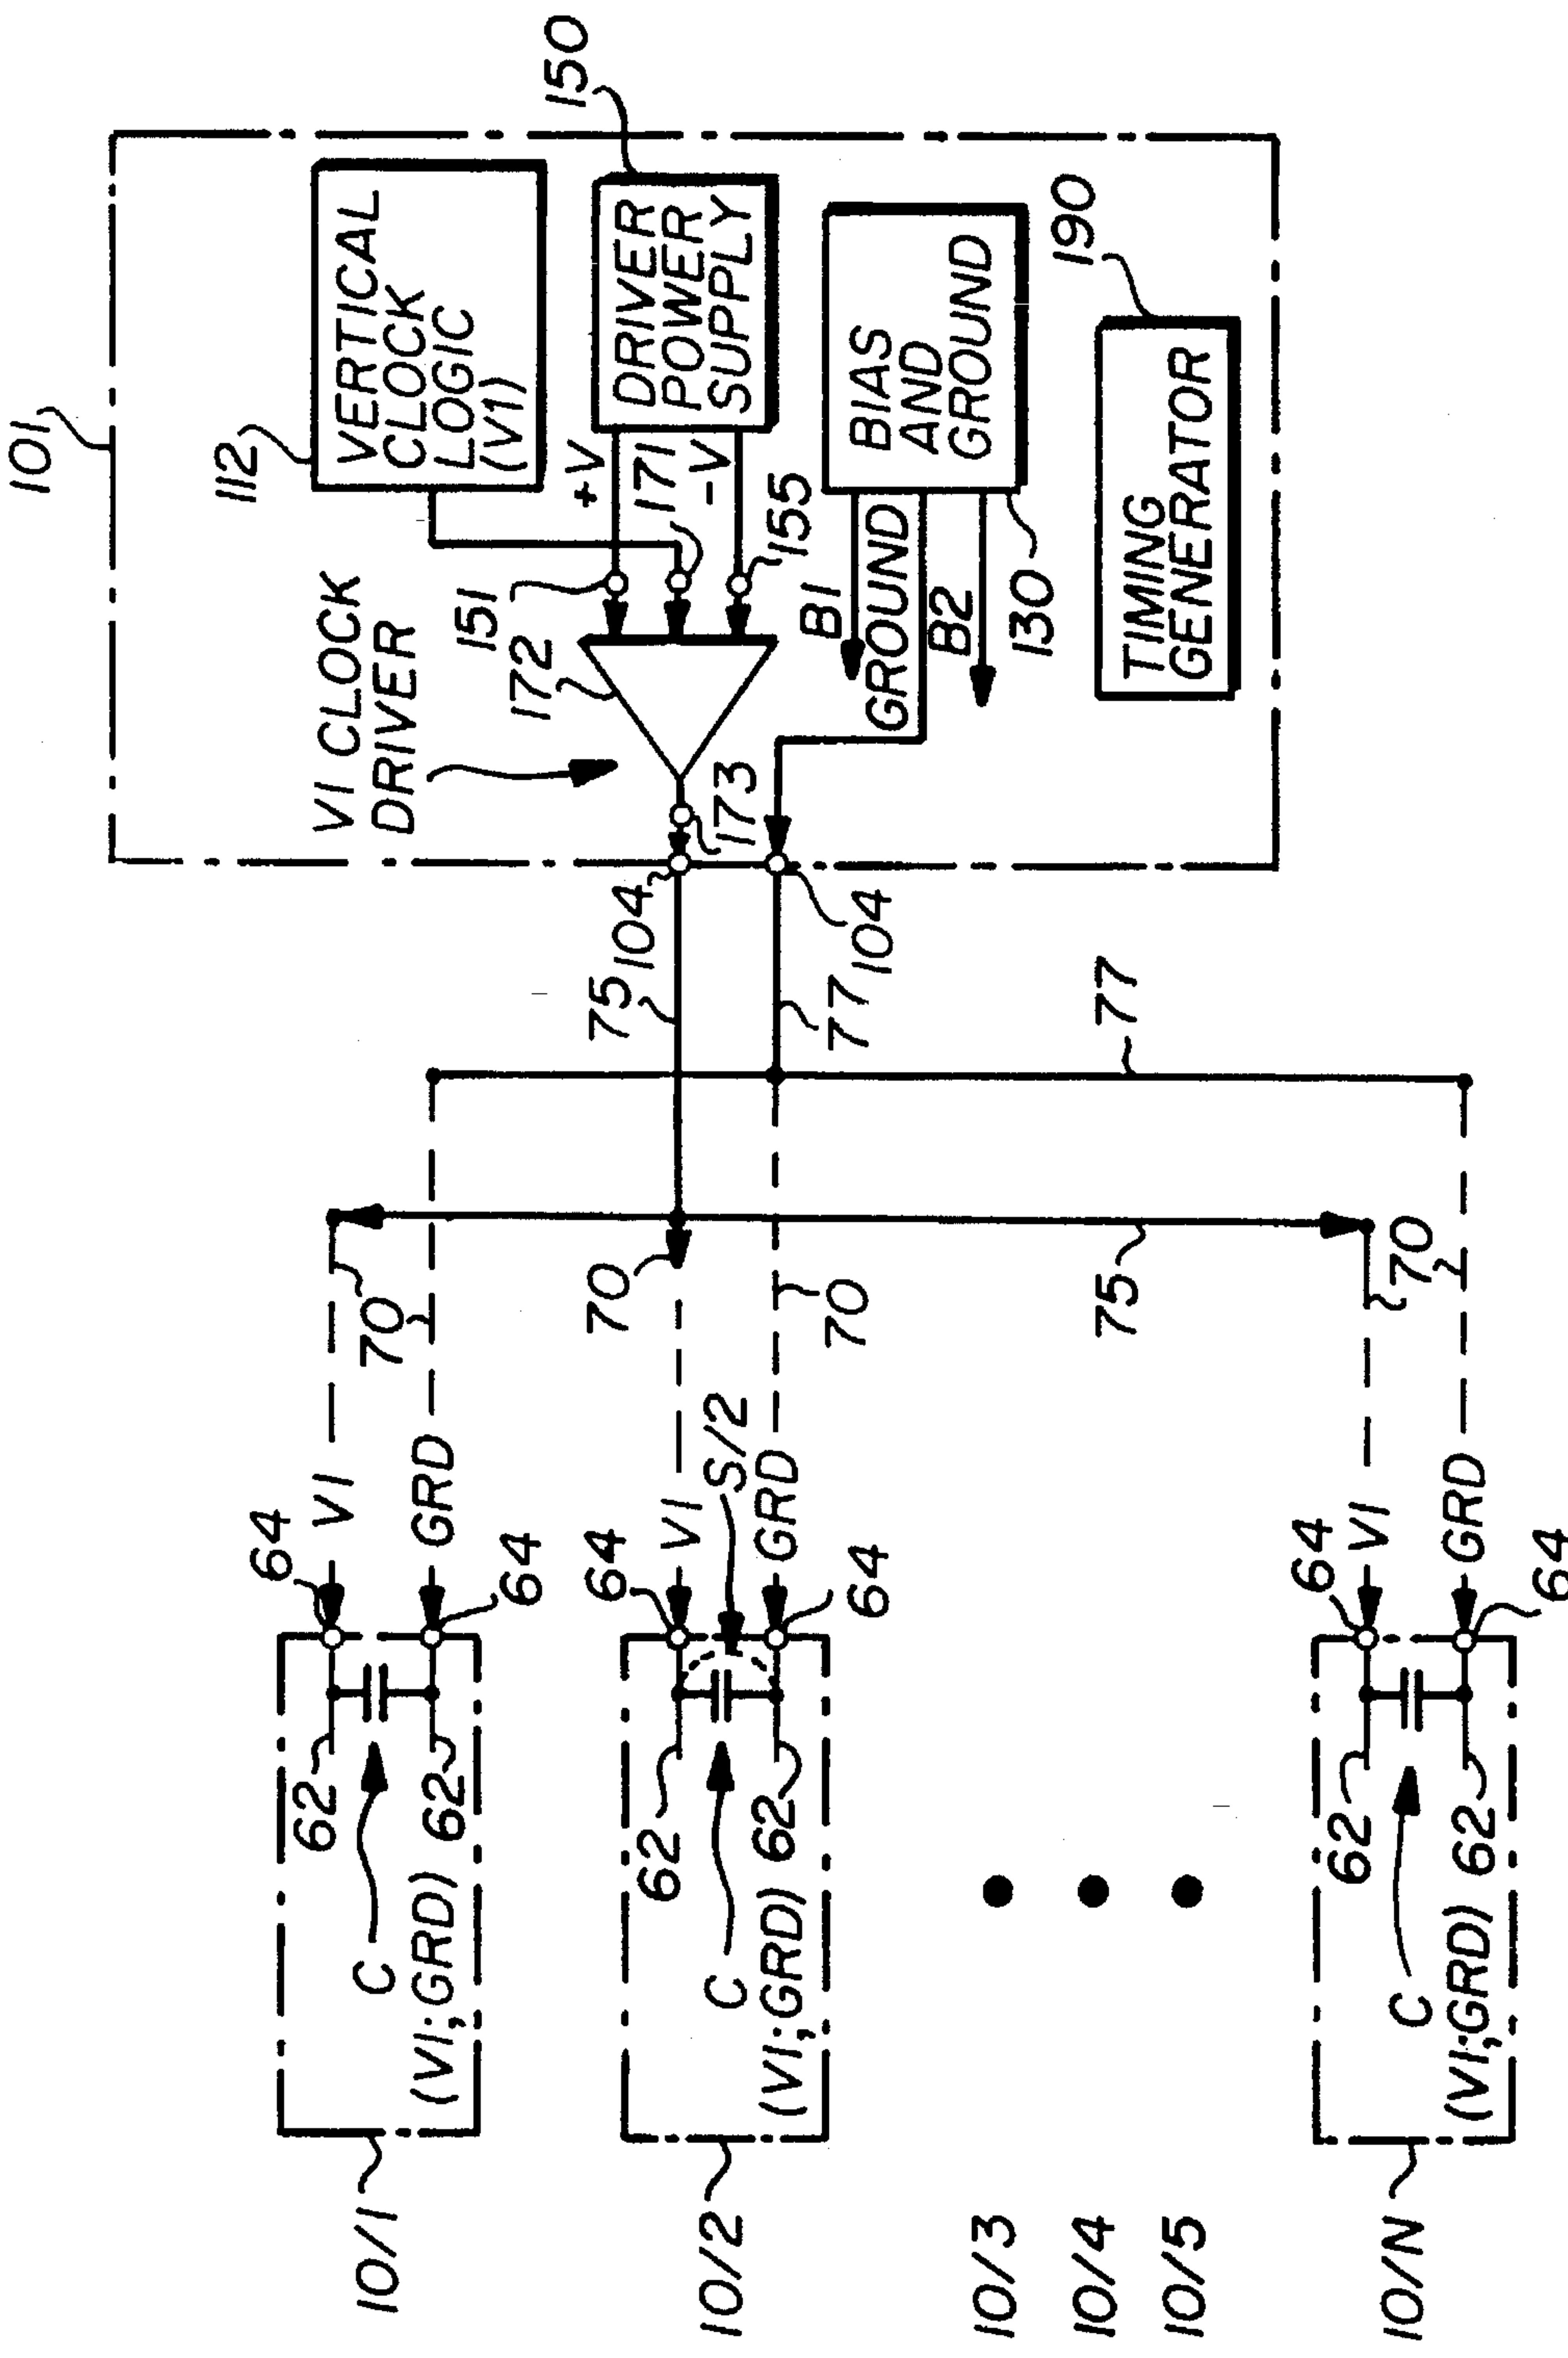 10/1
10/2
10/3
10/4
10/5
10/N
62
C
62
(V1;GRD)
64
V1
GRD
64
70
70
62
C
62
(V1;GRD)
64
V1
S/2
GRD
64
70
70
62
C
62
(V1;GRD)
64
V1
GRD
64
70
75
77
75
104
77
104
101
V1 CLOCK
DRIVER
112
VERTICAL
CLOCK
LOGIC
(V1)
172
151
173
+V
171
-V
155
DRIVER
POWER
SUPPLY
150
B1
GROUND
B2
130
BIAS
AND
GROUND
TIMING
GENERATOR
190